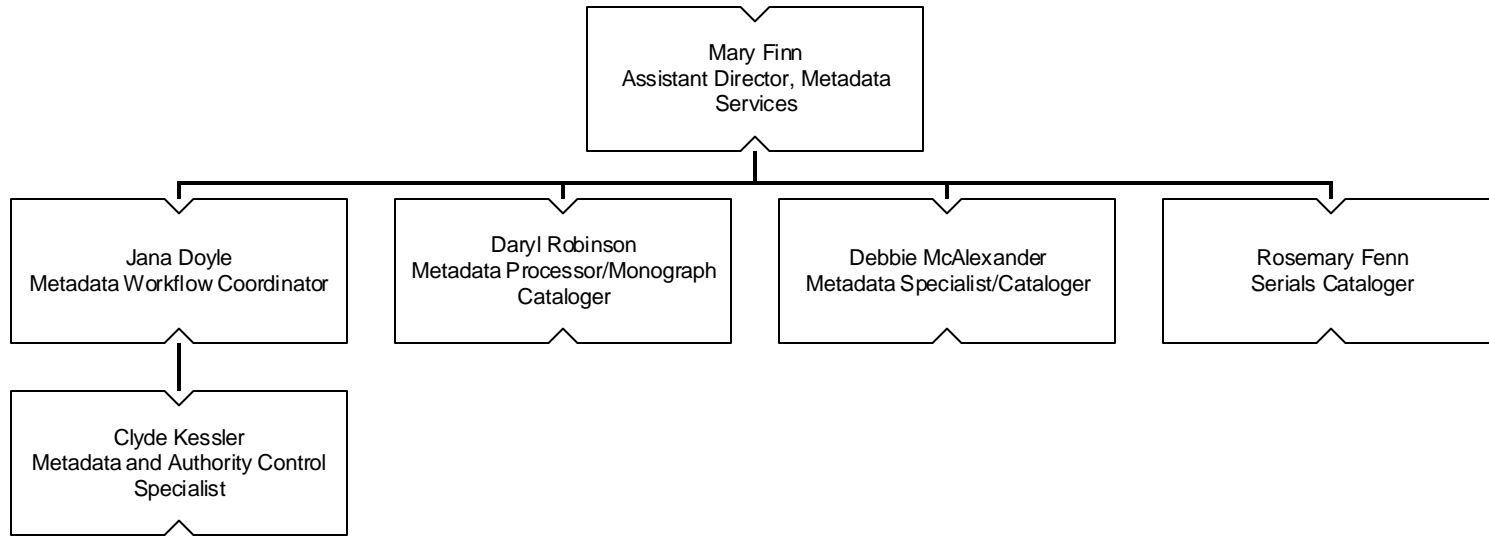 Mary Finn
Assistant Director, Metadata
Services
Jana Doyle
Metadata Workflow Coordinator
Daryl Robinson
Metadata Processor/Monograph
Cataloger
Debbie McAlexander
Metadata Specialist/Cataloger
Rosemary Fenn
Serials Cataloger
Clyde Kessler
Metadata and Authority Control
Specialist